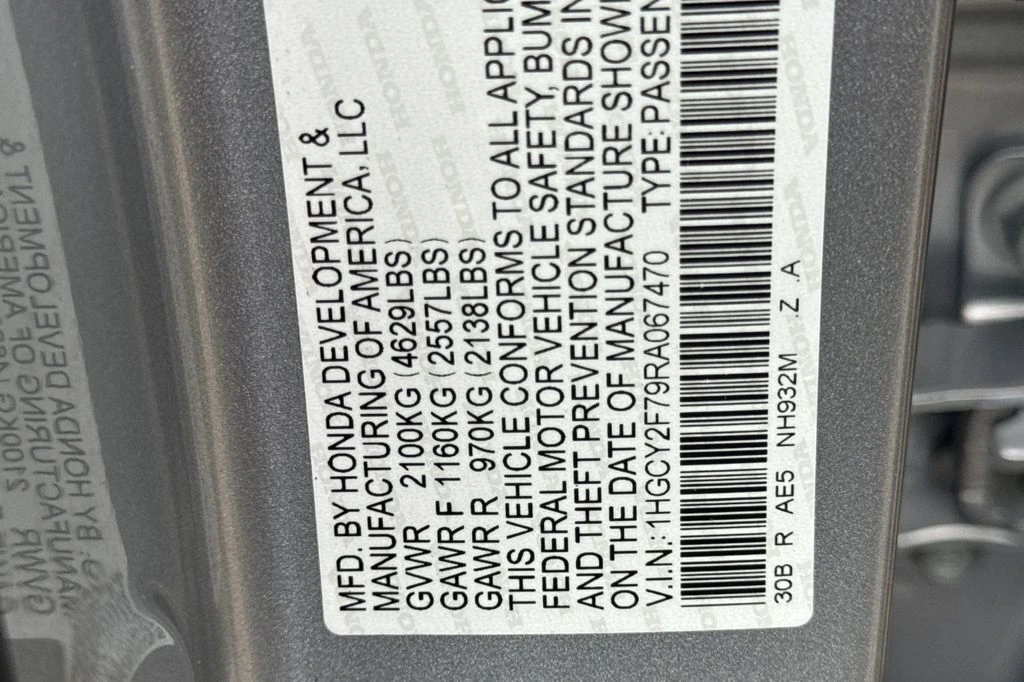 MFD. BY HONDA DEVELOPMENT &
MANUFACTURING OF AMERICA, LLC
GVWR 2100KG (4629LBS)
GAWR F 1160KG (2557LBS)
GAWR R 970KG (2138LBS)
THIS VEHICLE CONFORMS TO ALL APPLIC
FEDERAL MOTOR VEHICLE SAFETY, BUM
AND THEFT PREVENTION STANDARDS IN
ON THE DATE OF MANUFACTURE SHOWN
V.I.N.:1HGCY2F79RA067470 TYPE:PASSEN
30B R AE5 NH932M .Z .A